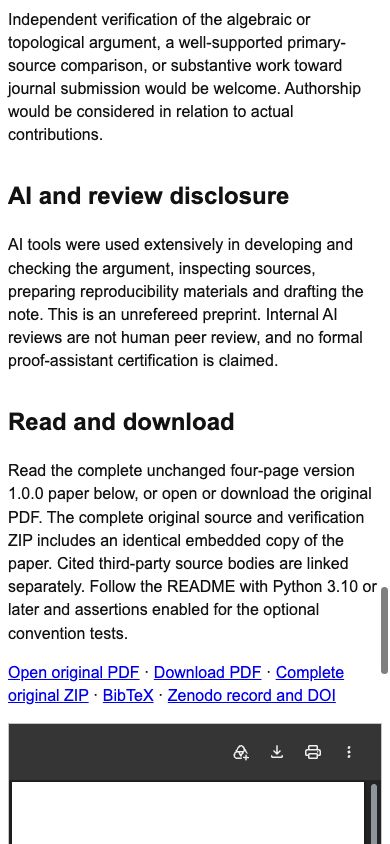 Independent verification of the algebraic or
topological argument, a well-supported primary-
source comparison, or substantive work toward
journal submission would be welcome. Authorship
would be considered in relation to actual
contributions.
AI and review disclosure
AI tools were used extensively in developing and
checking the argument, inspecting sources,
preparing reproducibility materials and drafting the
note. This is an unrefereed preprint. Internal AI
reviews are not human peer review, and no formal
proof-assistant certification is claimed.
Read and download
Read the complete unchanged four-page version
1.0.0 paper below, or open or download the original
PDF. The complete original source and verification
ZIP includes an identical embedded copy of the
paper. Cited third-party source bodies are linked
separately. Follow the README with Python 3.10 or
later and assertions enabled for the optional
convention tests.
Open original PDF · Download PDF · Complete
original ZIP · BibTeX · Zenodo record and DOI